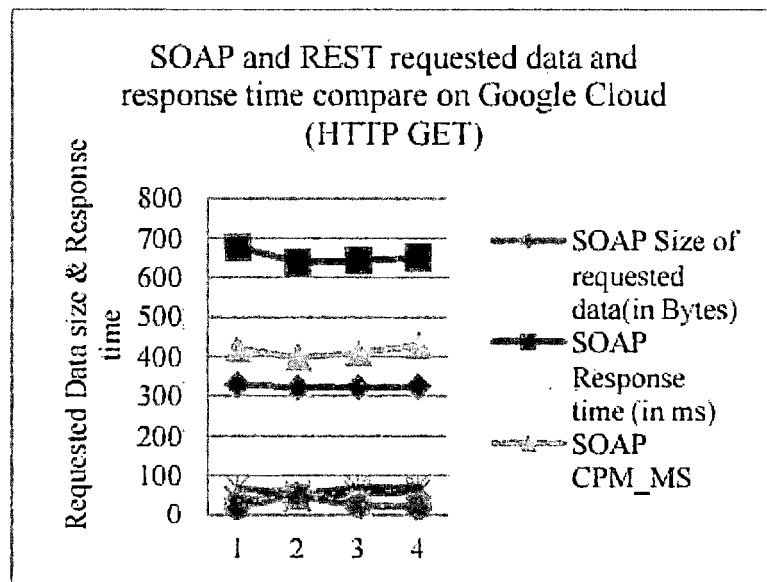 SOAP and REST requested data and
response time compare on Google Cloud
(HTTP GET)
Requested Data size & Response
time
800
700
600
500
400
300
200
100
0
1 2 3 4
SOAP Size of
requested
data(in Bytes)
SOAP
Response
time (in ms)
SOAP
CPM_MS